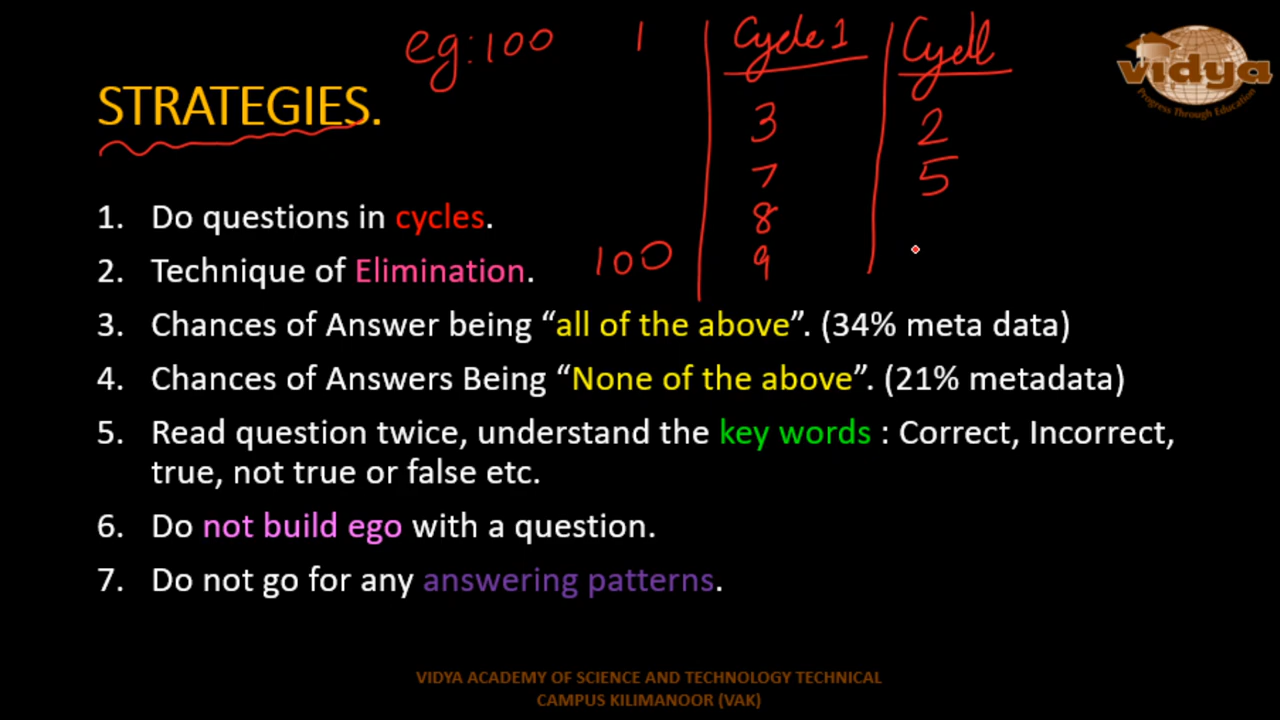 eg: 100 1 Cycle 1 Cycle
vidya
Progress Through Education
STRATEGIES.
3 2
7 5
8
100 9
1. Do questions in cycles.
2. Technique of Elimination.
3. Chances of Answer being “all of the above”. (34% meta data)
4. Chances of Answers Being “None of the above”. (21% metadata)
5. Read question twice, understand the key words : Correct, Incorrect,
true, not true or false etc.
6. Do not build ego with a question.
7. Do not go for any answering patterns.
VIDYA ACADEMY OF SCIENCE AND TECHNOLOGY TECHNICAL
CAMPUS KILIMANOOR (VAK)